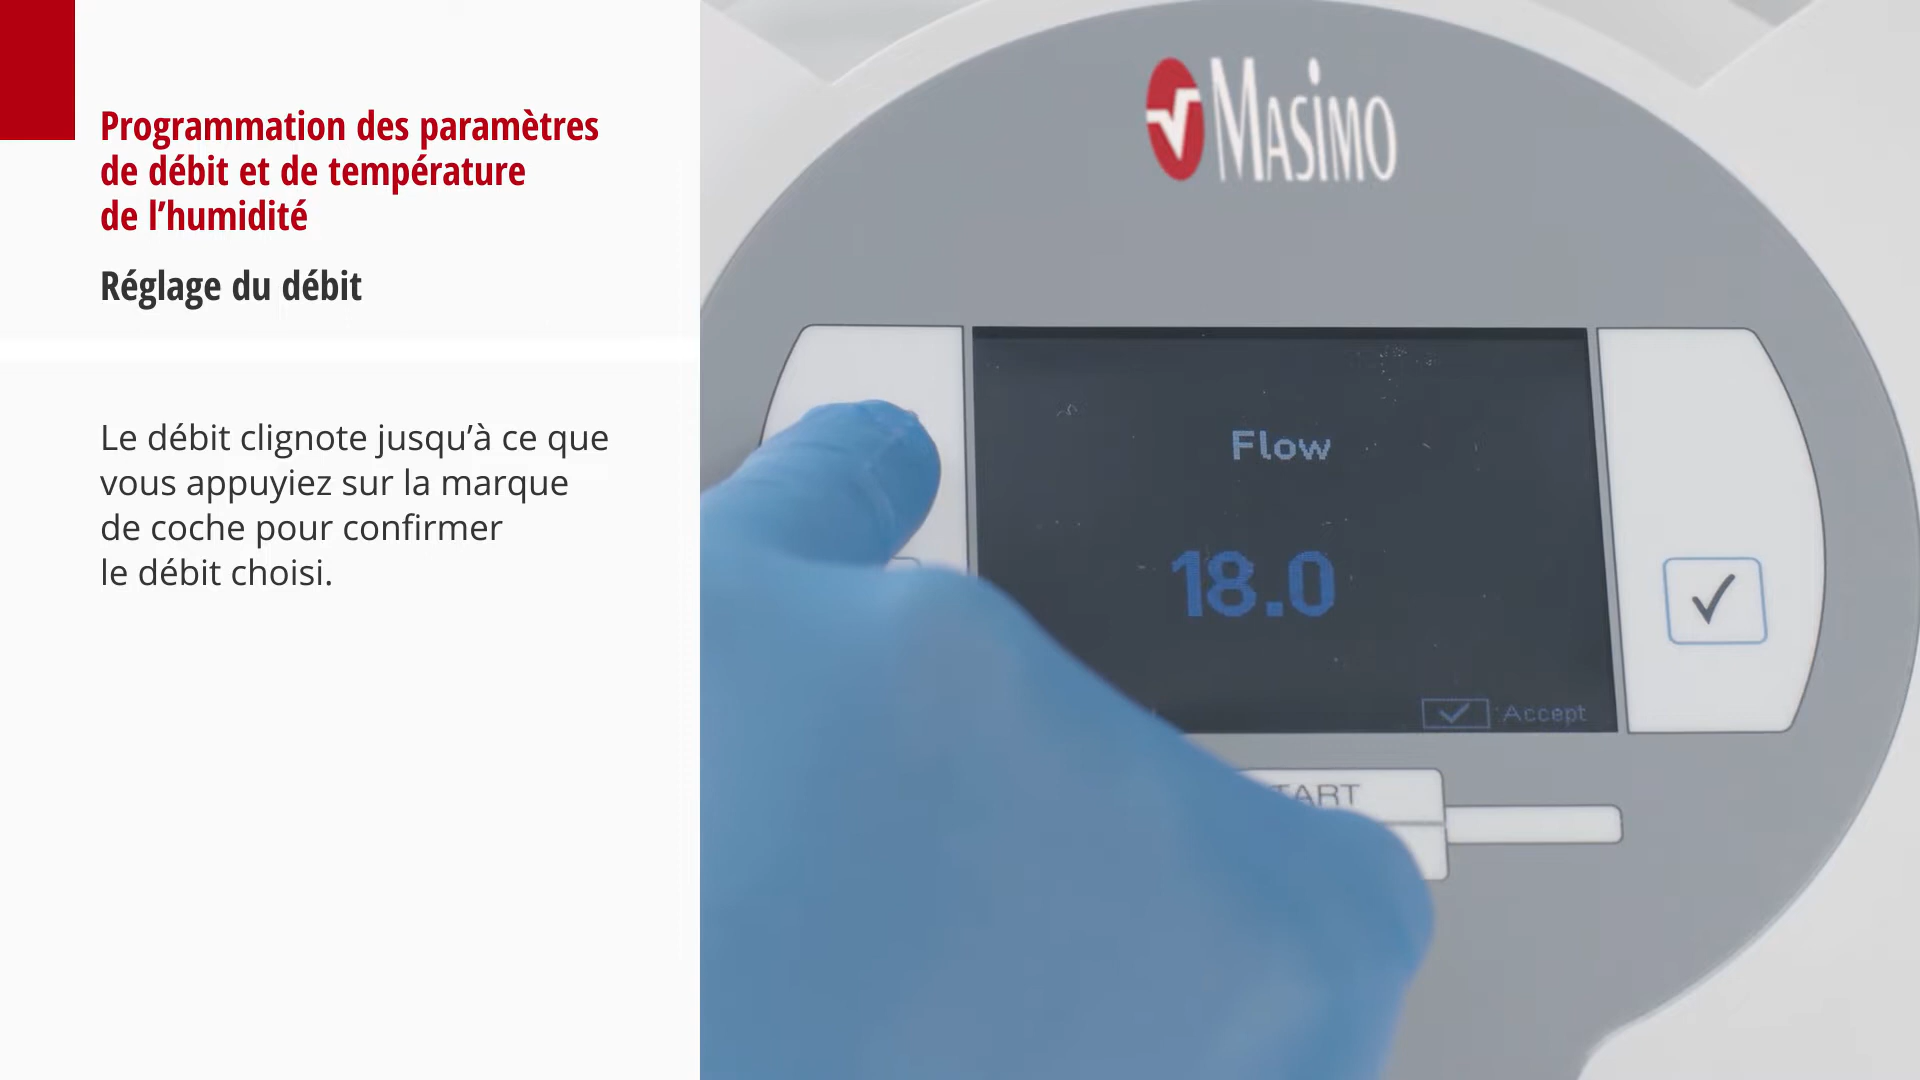 Programmation des paramètres
de débit et de température
de l’humidité
Réglage du débit
Le débit clignote jusqu’à ce que
vous appuyiez sur la marque
de coche pour confirmer
le débit choisi.
Masimo
Flow
18.0
:Accept